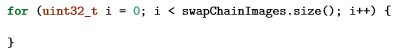 for (uint32_t i = 0; i < swapChainImages.size(); i++) {
}